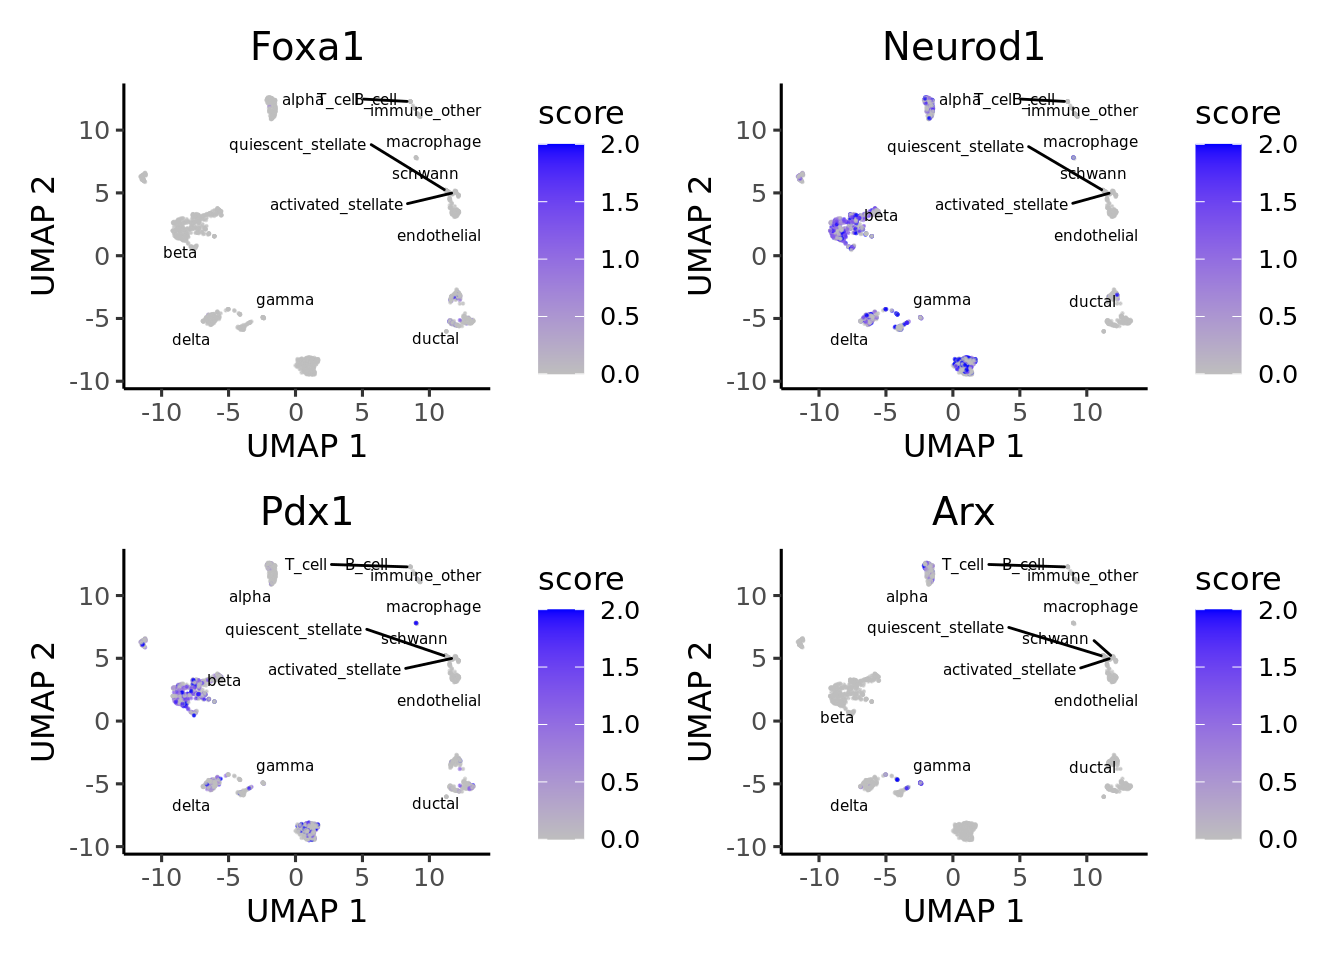 Foxa1
score
2.0
1.5
1.0
0.5
0.0
UMAP 2
10
5
0
-5
-10
-10 -5 0 5 10
UMAP 1
alpha
T_cell
B_cell
immune_other
macrophage
quiescent_stellate
schwann
activated_stellate
endothelial
beta
gamma
delta
ductal
Neurod1
score
2.0
1.5
1.0
0.5
0.0
UMAP 2
10
5
0
-5
-10
-10 -5 0 5 10
UMAP 1
alpha
T_cell
B_cell
immune_other
macrophage
quiescent_stellate
schwann
activated_stellate
beta
endothelial
gamma
ductal
delta
Pdx1
score
2.0
1.5
1.0
0.5
0.0
UMAP 2
10
5
0
-5
-10
-10 -5 0 5 10
UMAP 1
T_cell
B_cell
immune_other
alpha
macrophage
quiescent_stellate
schwann
activated_stellate
beta
endothelial
gamma
delta
ductal
Arx
score
2.0
1.5
1.0
0.5
0.0
UMAP 2
10
5
0
-5
-10
-10 -5 0 5 10
UMAP 1
T_cell
B_cell
immune_other
alpha
macrophage
quiescent_stellate
schwann
activated_stellate
endothelial
beta
gamma
ductal
delta